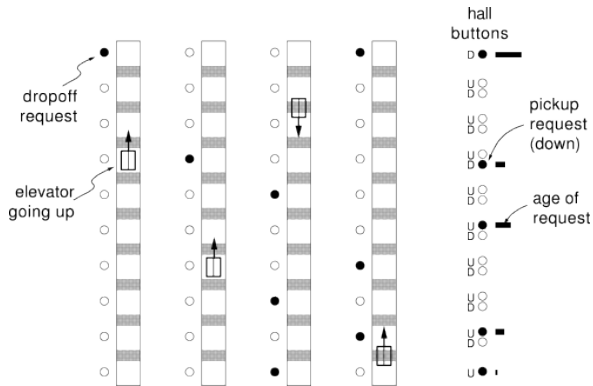 hall
buttons
dropoff
request
elevator
going up
pickup
request
(down)
age of
request
D
U
D
U
D
U
D
U
D
U
D
U
D
U
D
U
D
U